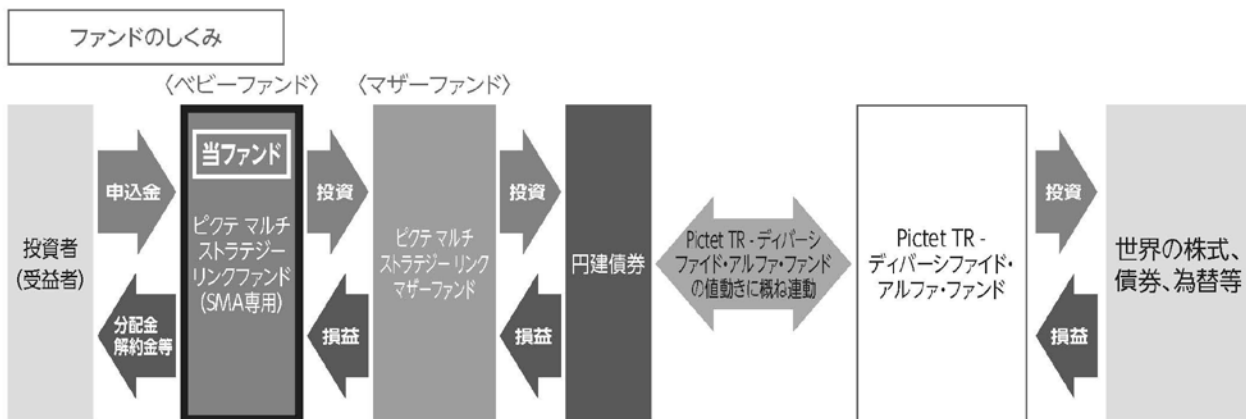 ファンドのしくみ
〈ベビーファンド〉
〈マザーファンド〉
投資者
(受益者)
申込金
分配金
解約金等
当ファンド
ピクテ マルチ
ストラテジー
リンクファンド
(SMA専用)
投資
損益
ピクテ マルチ
ストラテジー リンク
マザーファンド
投資
損益
円建債券
Pictet TR - ディバーシ
ファイド・アルファ・ファンド
の値動きに概ね連動
Pictet TR -
ディバーシファイド・
アルファ・ファンド
投資
損益
世界の株式、
債券、為替等